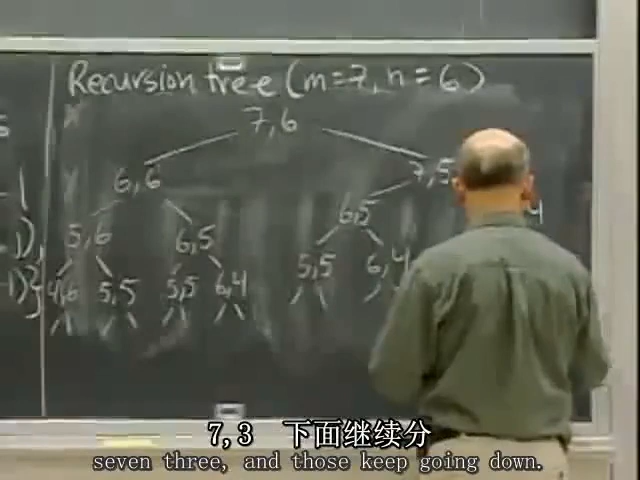 Recursion tree (m=7, n=6)
7,6
6,6 7,5
5,6 6,5 6,5 4
4,6 5,5 5,5 6,4 5,5 6,4
7,3 下面继续分
seven three, and those keep going down.